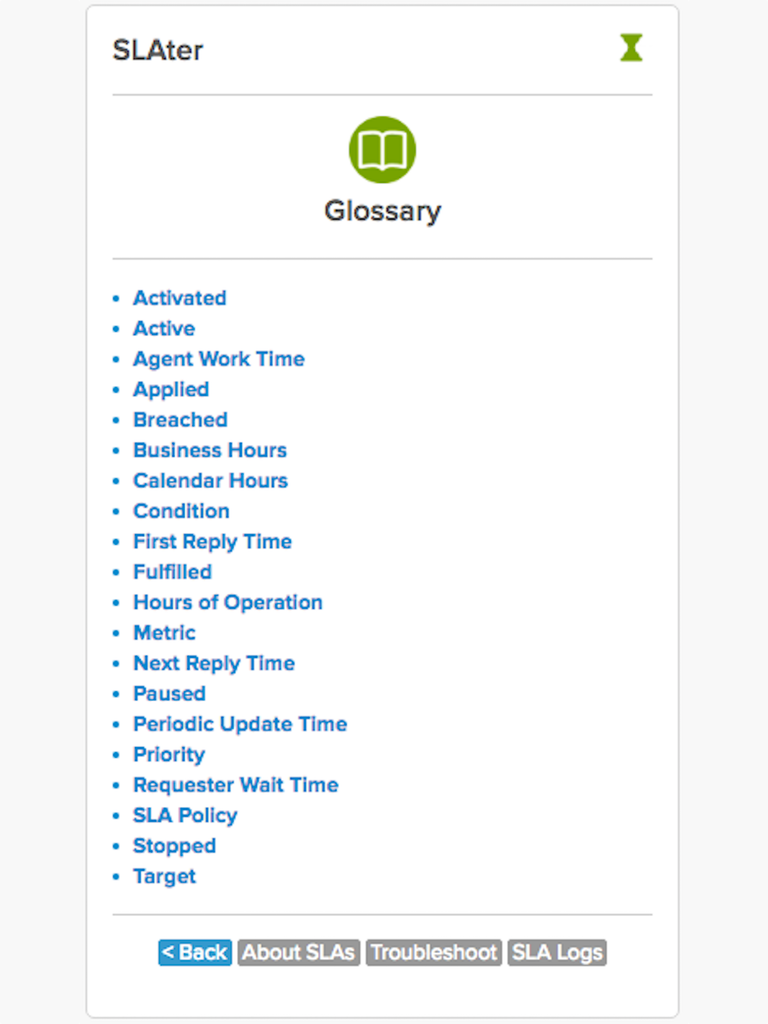 SLAter
Glossary
• Activated
• Active
• Agent Work Time
• Applied
• Breached
• Business Hours
• Calendar Hours
• Condition
• First Reply Time
• Fulfilled
• Hours of Operation
• Metric
• Next Reply Time
• Paused
• Periodic Update Time
• Priority
• Requester Wait Time
• SLA Policy
• Stopped
• Target
< Back About SLAs Troubleshoot SLA Logs